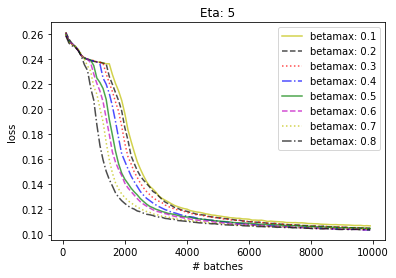 Eta: 5
0.26
0.24
0.22
0.20
0.18
0.16
0.14
0.12
0.10
loss
betamax: 0.1
betamax: 0.2
betamax: 0.3
betamax: 0.4
betamax: 0.5
betamax: 0.6
betamax: 0.7
betamax: 0.8
0 2000 4000 6000 8000 10000
# batches